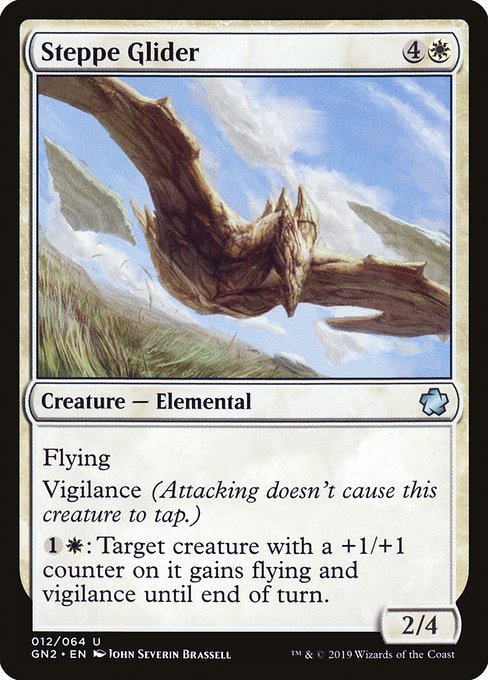 Steppe Glider 4
Creature — Elemental
Flying
Vigilance (Attacking doesn't cause this
creature to tap.)
1: Target creature with a +1/+1
counter on it gains flying and
vigilance until end of turn.
2/4
012/064 U
GN2 • EN John Severin Brassell ™ & © 2019 Wizards of the Coast